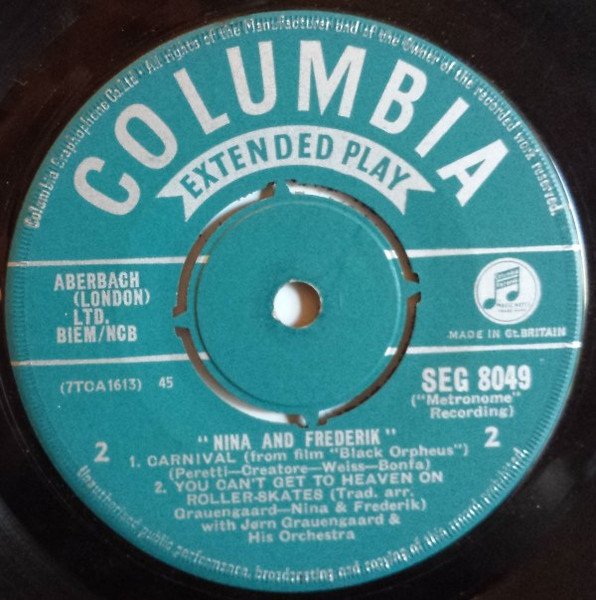 Columbia Graphophone Co. Ltd. • All rights of the Manufacturer and of the Owner of the recorded work reserved.
COLUMBIA
EXTENDED PLAY
ABERBACH
(LONDON)
LTD.
BIEM/NCB
TRADE MARK
MADE IN Gt. BRITAIN
(7TCA1613) 45
SEG 8049
("Metronome"
Recording)
2
2
"NINA AND FREDERIK"
1. CARNIVAL (from film "Black Orpheus")
(Peretti—Creatore—Weiss—Bonfa)
2. YOU CAN'T GET TO HEAVEN ON
ROLLER-SKATES (Trad. arr.
Grauengaard—Nina & Frederik)
with Jørn Grauengaard &
His Orchestra
Unauthorised public performance, broadcasting and copying of this record prohibited.